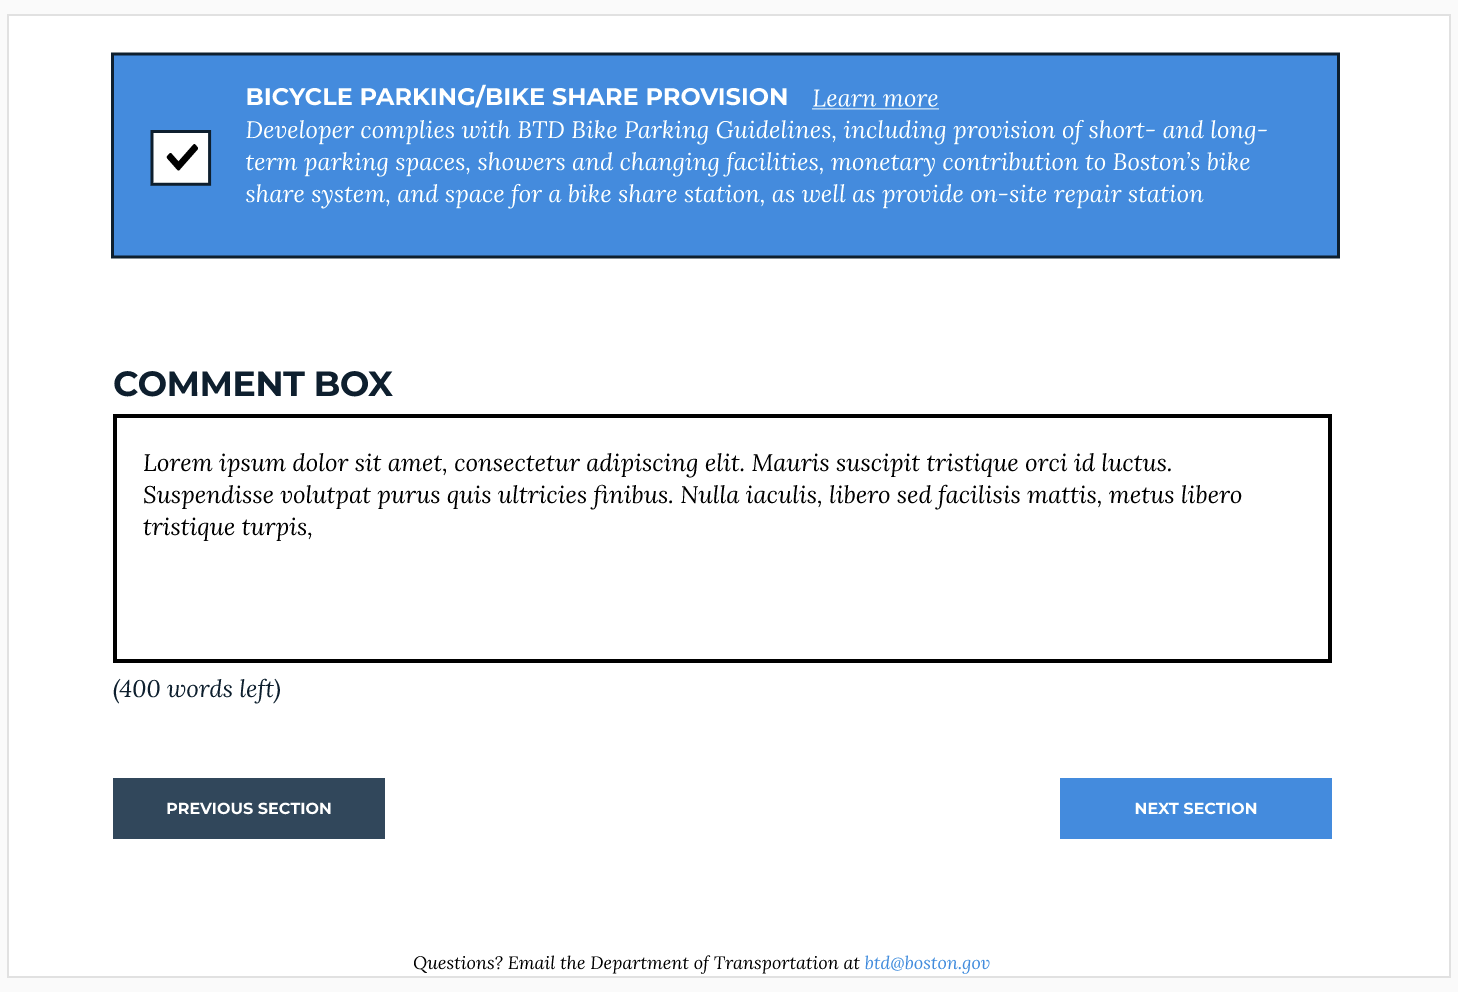 BICYCLE PARKING/BIKE SHARE PROVISION Learn more
Developer complies with BTD Bike Parking Guidelines, including provision of short- and long-
term parking spaces, showers and changing facilities, monetary contribution to Boston’s bike
share system, and space for a bike share station, as well as provide on-site repair station
COMMENT BOX
Lorem ipsum dolor sit amet, consectetur adipiscing elit. Mauris suscipit tristique orci id luctus.
Suspendisse volutpat purus quis ultricies finibus. Nulla iaculis, libero sed facilisis mattis, metus libero
tristique turpis,
(400 words left)
PREVIOUS SECTION
NEXT SECTION
Questions? Email the Department of Transportation at btd@boston.gov